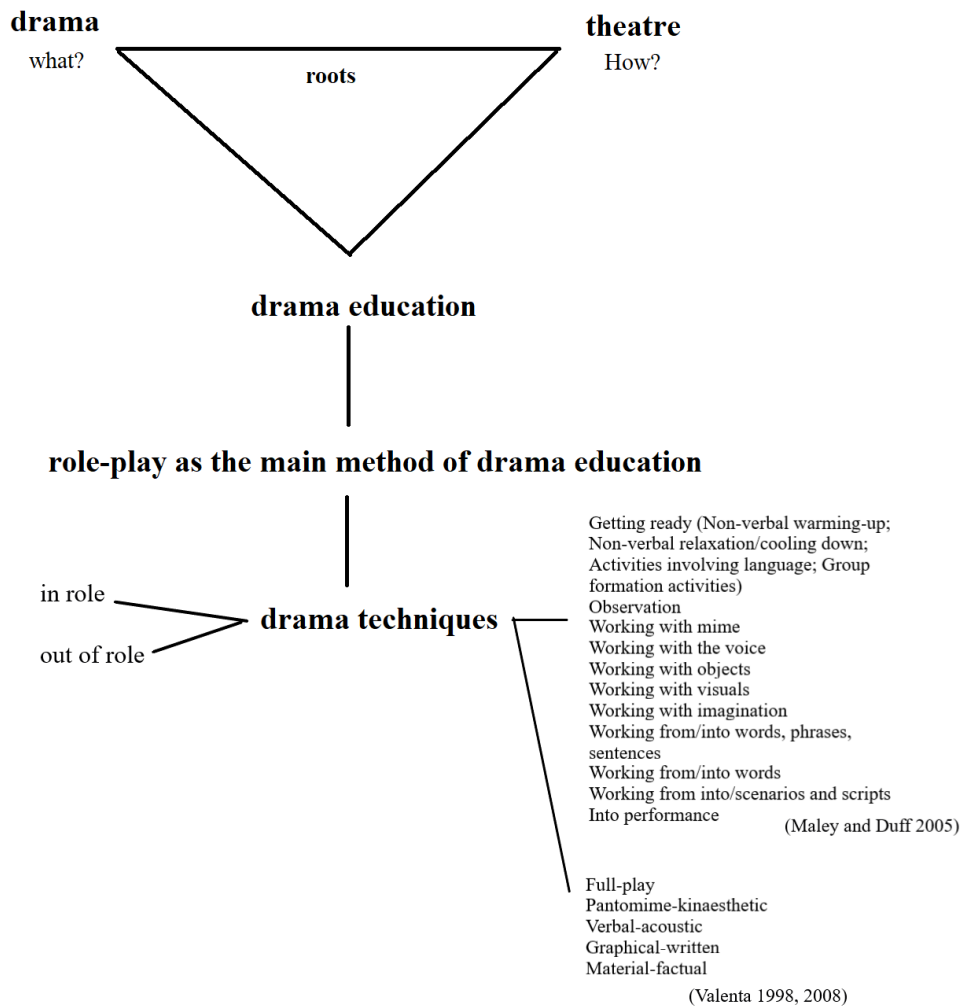 drama
what?
theatre
How?
roots
drama education
role-play as the main method of drama education
in role
out of role
drama techniques
Getting ready (Non-verbal warming-up;
Non-verbal relaxation/cooling down;
Activities involving language; Group
formation activities)
Observation
Working with mime
Working with the voice
Working with objects
Working with visuals
Working with imagination
Working from/into words, phrases,
sentences
Working from/into words
Working from into/scenarios and scripts
Into performance
(Maley and Duff 2005)
Full-play
Pantomime-kinaesthetic
Verbal-acoustic
Graphical-written
Material-factual
(Valenta 1998, 2008)